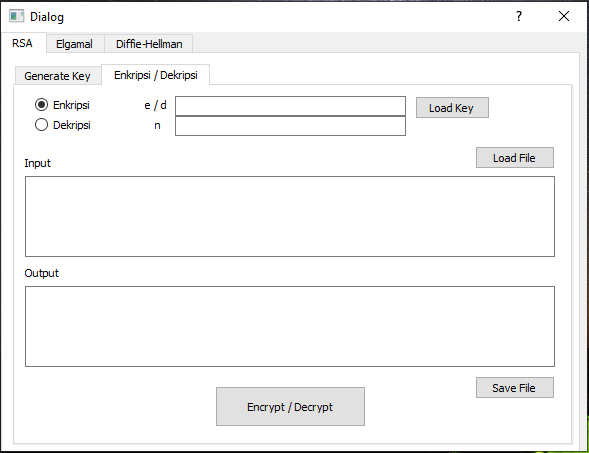 Dialog ?
RSA Elgamal Diffie-Hellman
Generate Key Enkripsi / Dekripsi
Enkripsi e / d Load Key
Dekripsi n
Load File
Input
Output
Save File
Encrypt / Decrypt